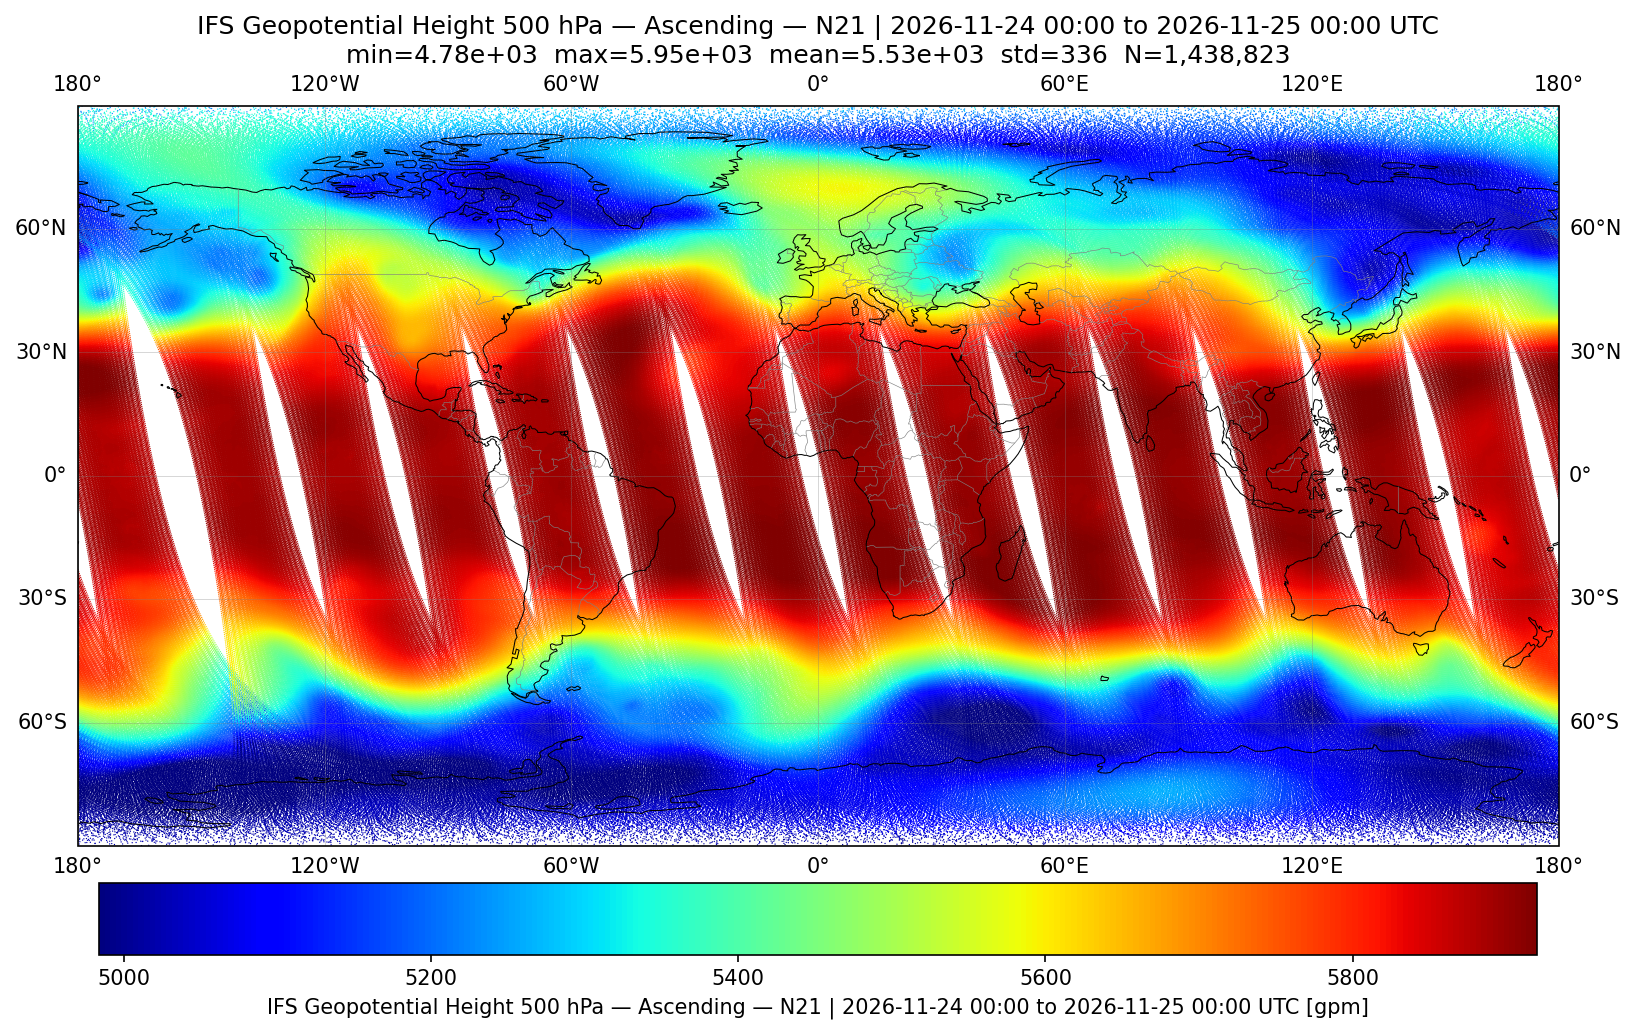 IFS Geopotential Height 500 hPa — Ascending — N21 | 2026-11-24 00:00 to 2026-11-25 00:00 UTC
min=4.78e+03  max=5.95e+03  mean=5.53e+03  std=336  N=1,438,823
180° 120°W 60°W 0° 60°E 120°E 180°
60°N 60°N
30°N 30°N
0° 0°
30°S 30°S
60°S 60°S
180° 120°W 60°W 0° 60°E 120°E 180°
5000 5200 5400 5600 5800
IFS Geopotential Height 500 hPa — Ascending — N21 | 2026-11-24 00:00 to 2026-11-25 00:00 UTC [gpm]